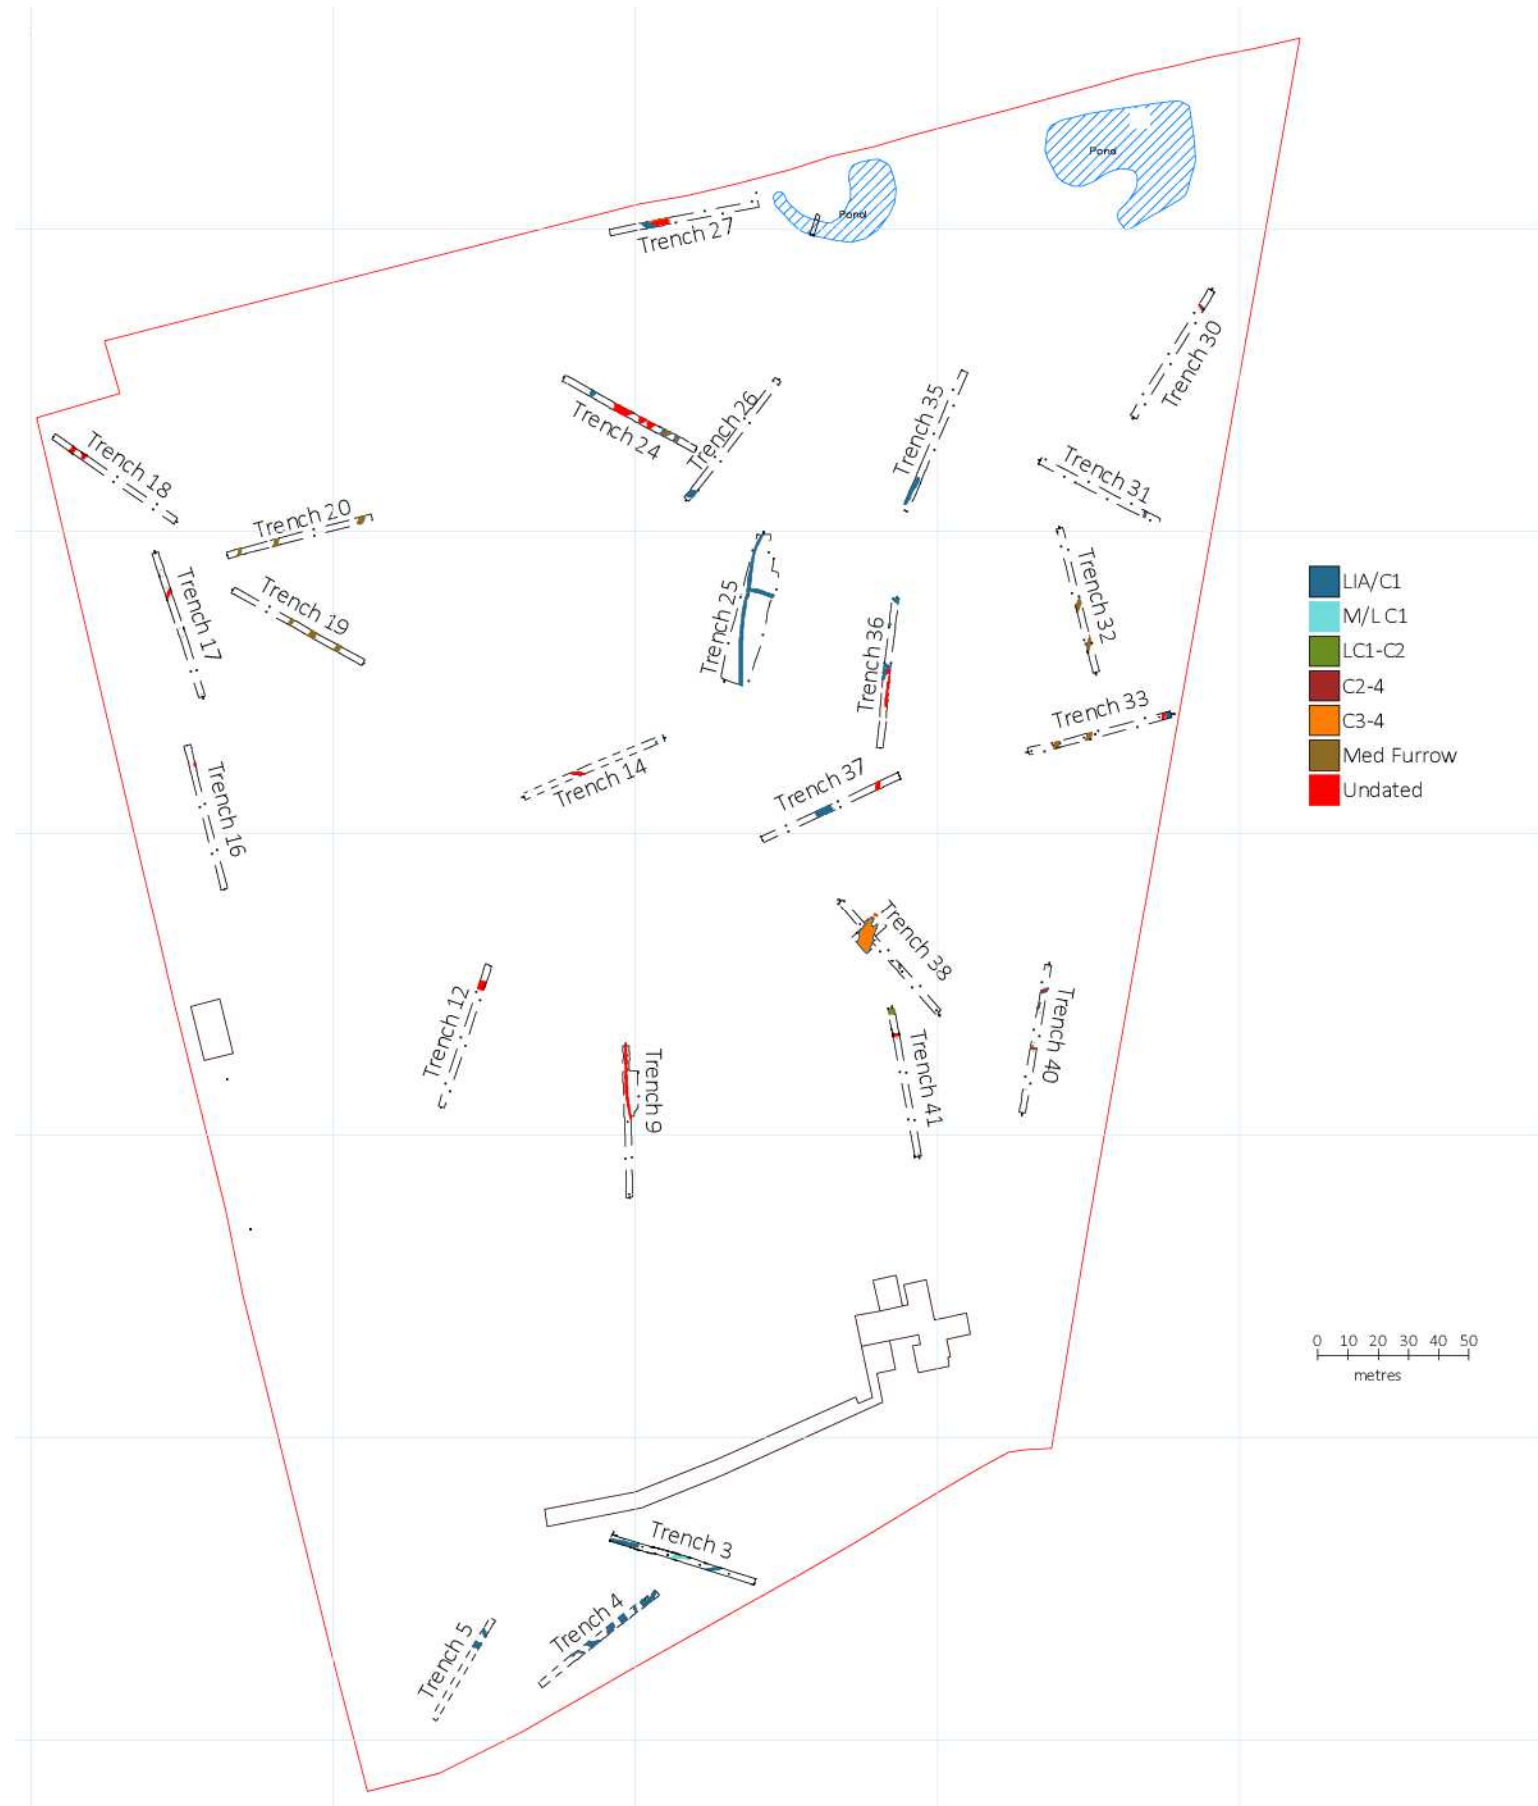 Pond
Pond
Trench 27
Trench 30
Trench 26
Trench 35
Trench 24
Trench 18
Trench 31
Trench 20
Trench 32
Trench 17
Trench 19
Trench 25
Trench 36
Trench 33
Trench 14
Trench 37
Trench 16
Trench 38
Trench 12
Trench 40
Trench 9
Trench 41
Trench 3
Trench 4
Trench 5
LIA/C1
M/L C1
LC1-C2
C2-4
C3-4
Med Furrow
Undated
0 10 20 30 40 50
metres